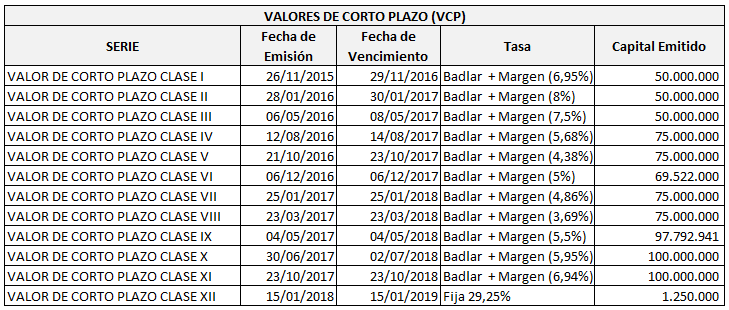 VALORES DE CORTO PLAZO (VCP)
SERIE Fecha de Emisión Fecha de Vencimiento Tasa Capital Emitido
VALOR DE CORTO PLAZO CLASE I 26/11/2015 29/11/2016 Badlar + Margen (6,95%) 50.000.000
VALOR DE CORTO PLAZO CLASE II 28/01/2016 30/01/2017 Badlar + Margen (8%) 50.000.000
VALOR DE CORTO PLAZO CLASE III 06/05/2016 08/05/2017 Badlar + Margen (7,5%) 50.000.000
VALOR DE CORTO PLAZO CLASE IV 12/08/2016 14/08/2017 Badlar + Margen (5,68%) 75.000.000
VALOR DE CORTO PLAZO CLASE V 21/10/2016 23/10/2017 Badlar + Margen (4,38%) 75.000.000
VALOR DE CORTO PLAZO CLASE VI 06/12/2016 06/12/2017 Badlar + Margen (5%) 69.522.000
VALOR DE CORTO PLAZO CLASE VII 25/01/2017 25/01/2018 Badlar + Margen (4,86%) 75.000.000
VALOR DE CORTO PLAZO CLASE VIII 23/03/2017 23/03/2018 Badlar + Margen (3,69%) 75.000.000
VALOR DE CORTO PLAZO CLASE IX 04/05/2017 04/05/2018 Badlar + Margen (5,5%) 97.792.941
VALOR DE CORTO PLAZO CLASE X 30/06/2017 02/07/2018 Badlar + Margen (5,95%) 100.000.000
VALOR DE CORTO PLAZO CLASE XI 23/10/2017 23/10/2018 Badlar + Margen (6,94%) 100.000.000
VALOR DE CORTO PLAZO CLASE XII 15/01/2018 15/01/2019 Fija 29,25% 1.250.000